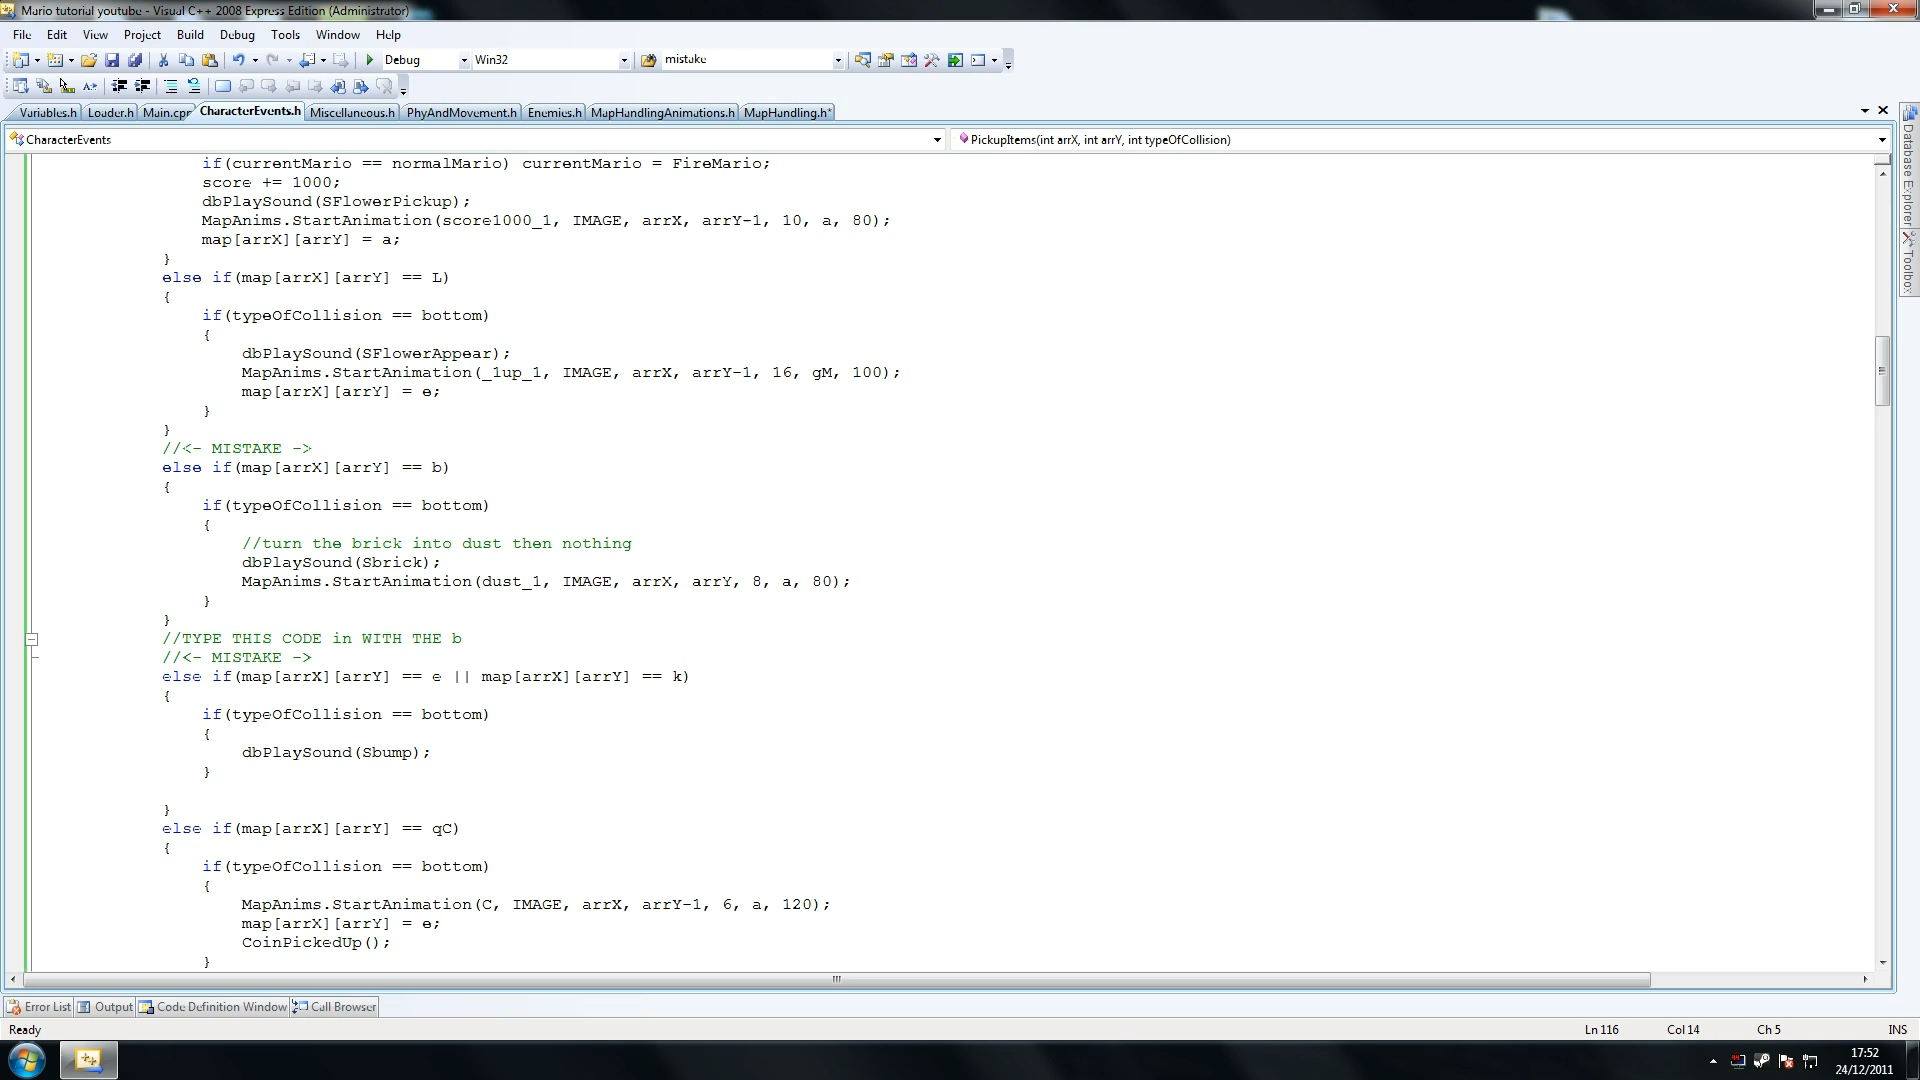 Mario tutorial youtube - Visual C++ 2008 Express Edition (Administrator)
File Edit View Project Build Debug Tools Window Help
Debug Win32 mistake
Variables.h Loader.h Main.cpp CharacterEvents.h Miscellaneous.h PhyAndMovement.h Enemies.h MapHandlingAnimations.h MapHandling.h*
CharacterEvents PickupItems(int arrX, int arrY, int typeOfCollision)
if(currentMario == normalMario) currentMario = FireMario;
score += 1000;
dbPlaySound(SFlowerPickup);
MapAnims.StartAnimation(score1000_1, IMAGE, arrX, arrY-1, 10, a, 80);
map[arrX][arrY] = a;
}
else if(map[arrX][arrY] == L)
{
if(typeOfCollision == bottom)
{
dbPlaySound(SFlowerAppear);
MapAnims.StartAnimation(_1up_1, IMAGE, arrX, arrY-1, 16, gM, 100);
map[arrX][arrY] = e;
}
}
//<- MISTAKE ->
else if(map[arrX][arrY] == b)
{
if(typeOfCollision == bottom)
{
//turn the brick into dust then nothing
dbPlaySound(Sbrick);
MapAnims.StartAnimation(dust_1, IMAGE, arrX, arrY, 8, a, 80);
}
}
//TYPE THIS CODE in WITH THE b
//<- MISTAKE ->
else if(map[arrX][arrY] == e || map[arrX][arrY] == k)
{
if(typeOfCollision == bottom)
{
dbPlaySound(Sbump);
}
}
else if(map[arrX][arrY] == qC)
{
if(typeOfCollision == bottom)
{
MapAnims.StartAnimation(C, IMAGE, arrX, arrY-1, 6, a, 120);
map[arrX][arrY] = e;
CoinPickedUp();
}
Database Explorer
Toolbox
Error List Output Code Definition Window Call Browser
Ready Ln 116 Col 14 Ch 5 INS
17:52
24/12/2011